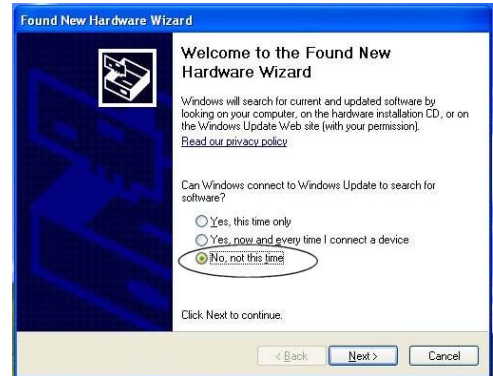 Found New Hardware Wizard
Welcome to the Found New
Hardware Wizard
Windows will search for current and updated software by
looking on your computer, on the hardware installation CD, or on
the Windows Update Web site (with your permission).
Read our privacy policy
Can Windows connect to Windows Update to search for
software?
Yes, this time only
Yes, now and every time I connect a device
No, not this time
Click Next to continue.
< Back
Next >
Cancel